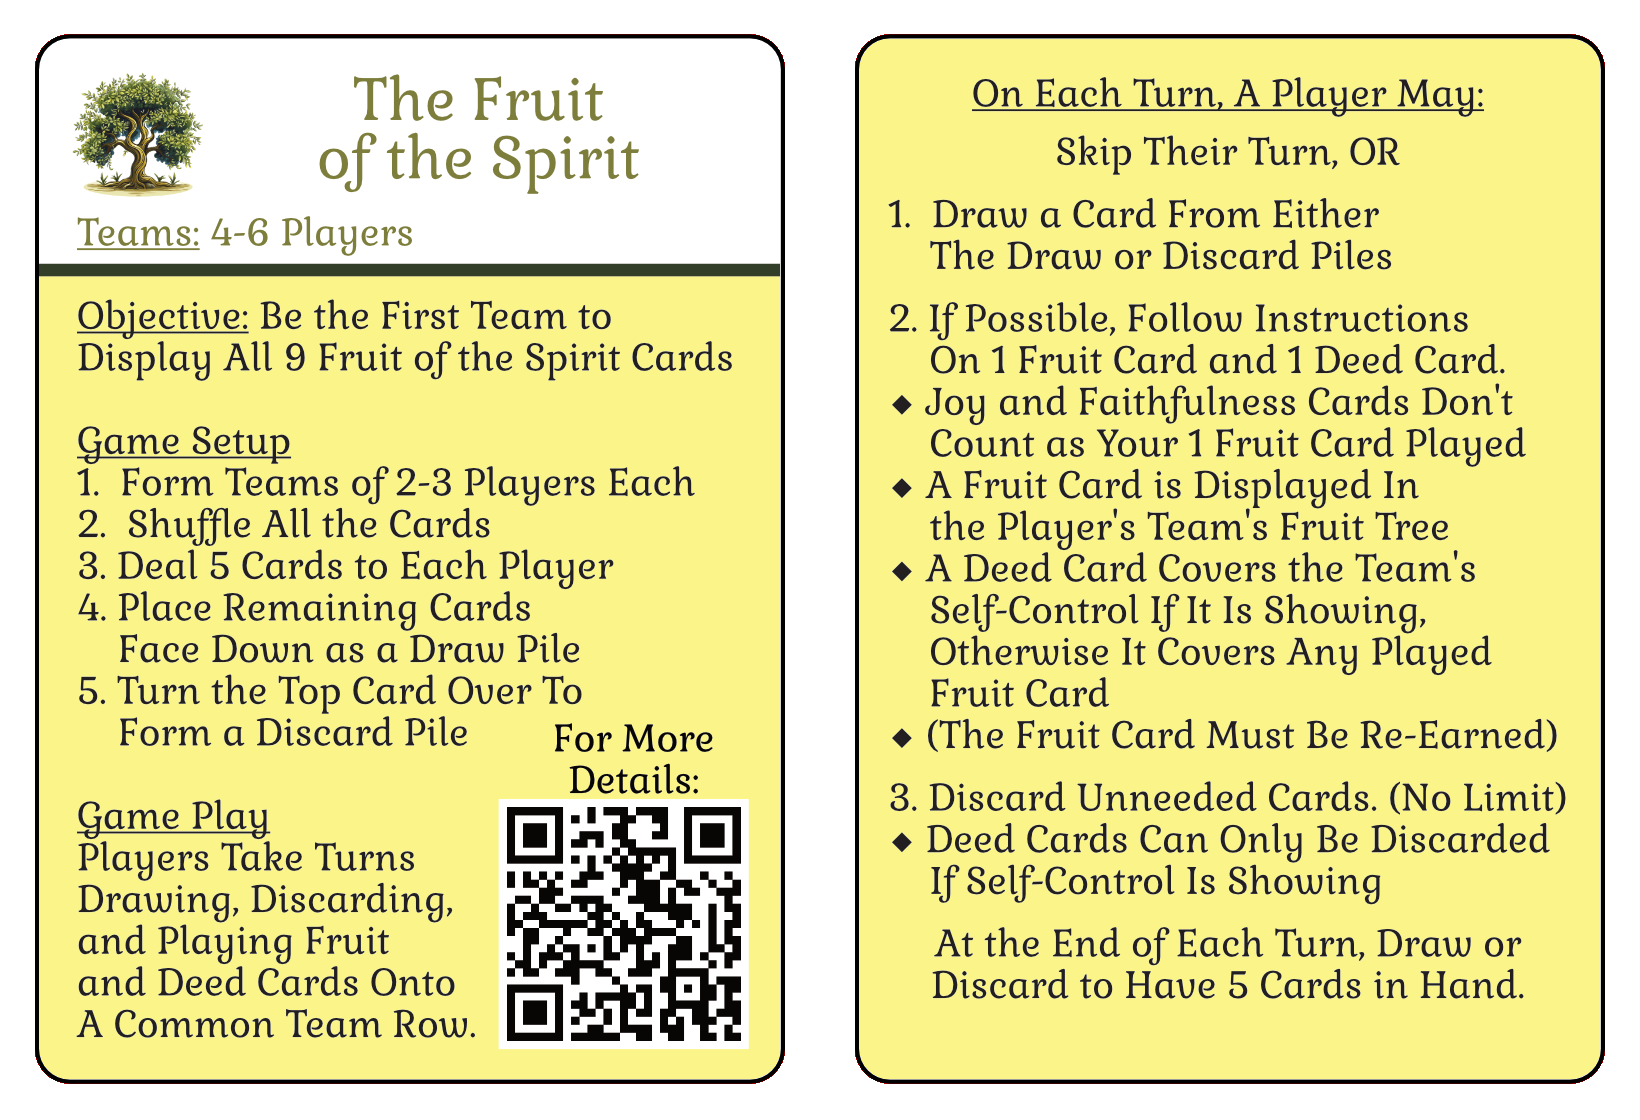 The Fruit
of the Spirit
Teams: 4-6 Players
Objective: Be the First Team to
Display All 9 Fruit of the Spirit Cards
Game Setup
1. Form Teams of 2-3 Players Each
2. Shuffle All the Cards
3. Deal 5 Cards to Each Player
4. Place Remaining Cards
Face Down as a Draw Pile
5. Turn the Top Card Over To
Form a Discard Pile
For More
Details:
Game Play
Players Take Turns
Drawing, Discarding,
and Playing Fruit
and Deed Cards Onto
A Common Team Row.
On Each Turn, A Player May:
Skip Their Turn, OR
1. Draw a Card From Either
The Draw or Discard Piles
2. If Possible, Follow Instructions
On 1 Fruit Card and 1 Deed Card.
◆ Joy and Faithfulness Cards Don't
Count as Your 1 Fruit Card Played
◆ A Fruit Card is Displayed In
the Player's Team's Fruit Tree
◆ A Deed Card Covers the Team's
Self-Control If It Is Showing,
Otherwise It Covers Any Played
Fruit Card
◆ (The Fruit Card Must Be Re-Earned)
3. Discard Unneeded Cards. (No Limit)
◆ Deed Cards Can Only Be Discarded
If Self-Control Is Showing
At the End of Each Turn, Draw or
Discard to Have 5 Cards in Hand.